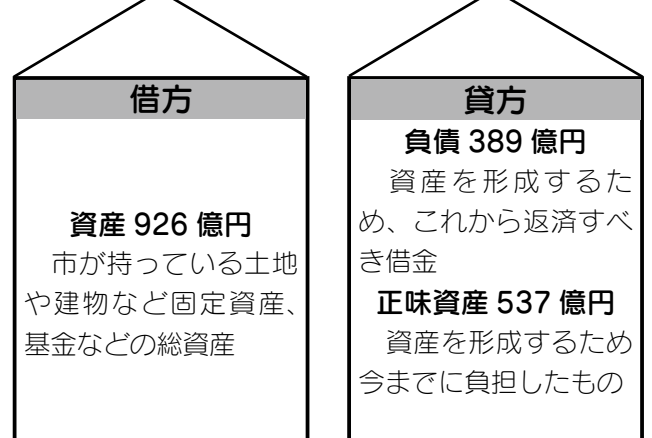 借方
資産 926 億円
市が持っている土地
や建物など固定資産、
基金などの総資産
貸方
負債 389 億円
資産を形成するた
め、これから返済すべ
き借金
正味資産 537 億円
資産を形成するため
今までに負担したもの